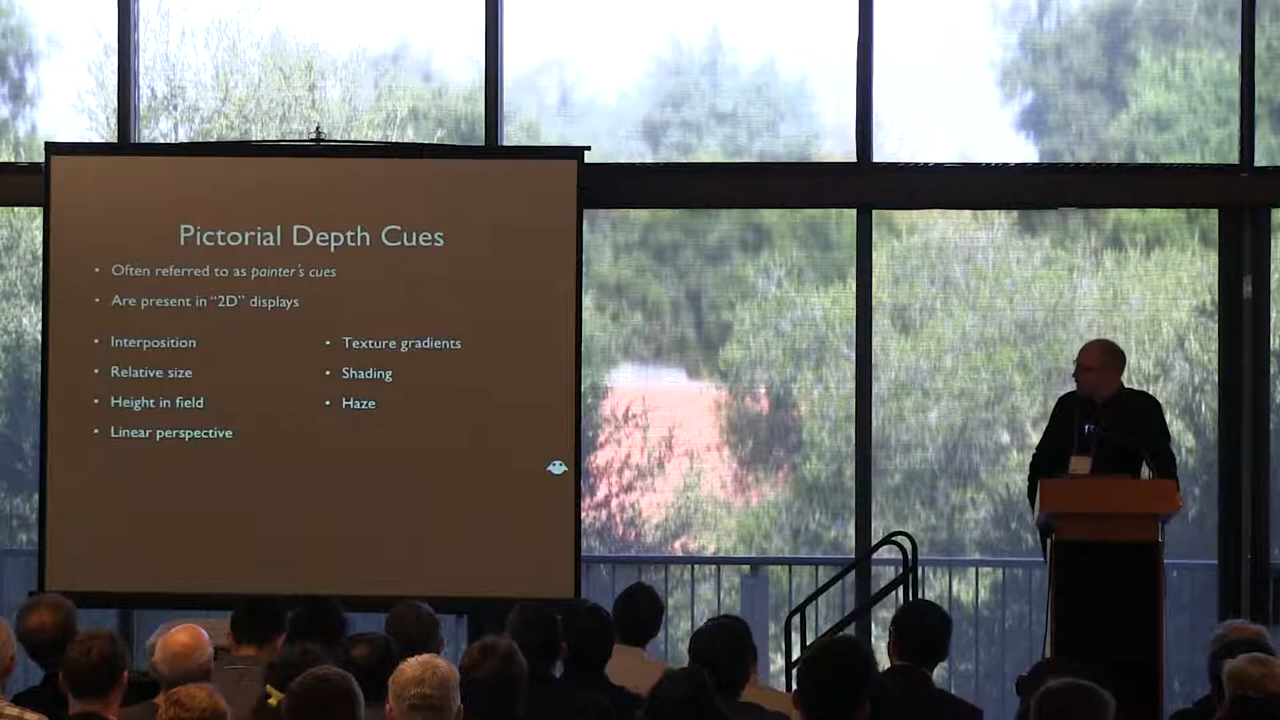 Pictorial Depth Cues
• Often referred to as painter's cues
• Are present in “2D” displays
• Interposition
• Relative size
• Height in field
• Linear perspective
• Texture gradients
• Shading
• Haze